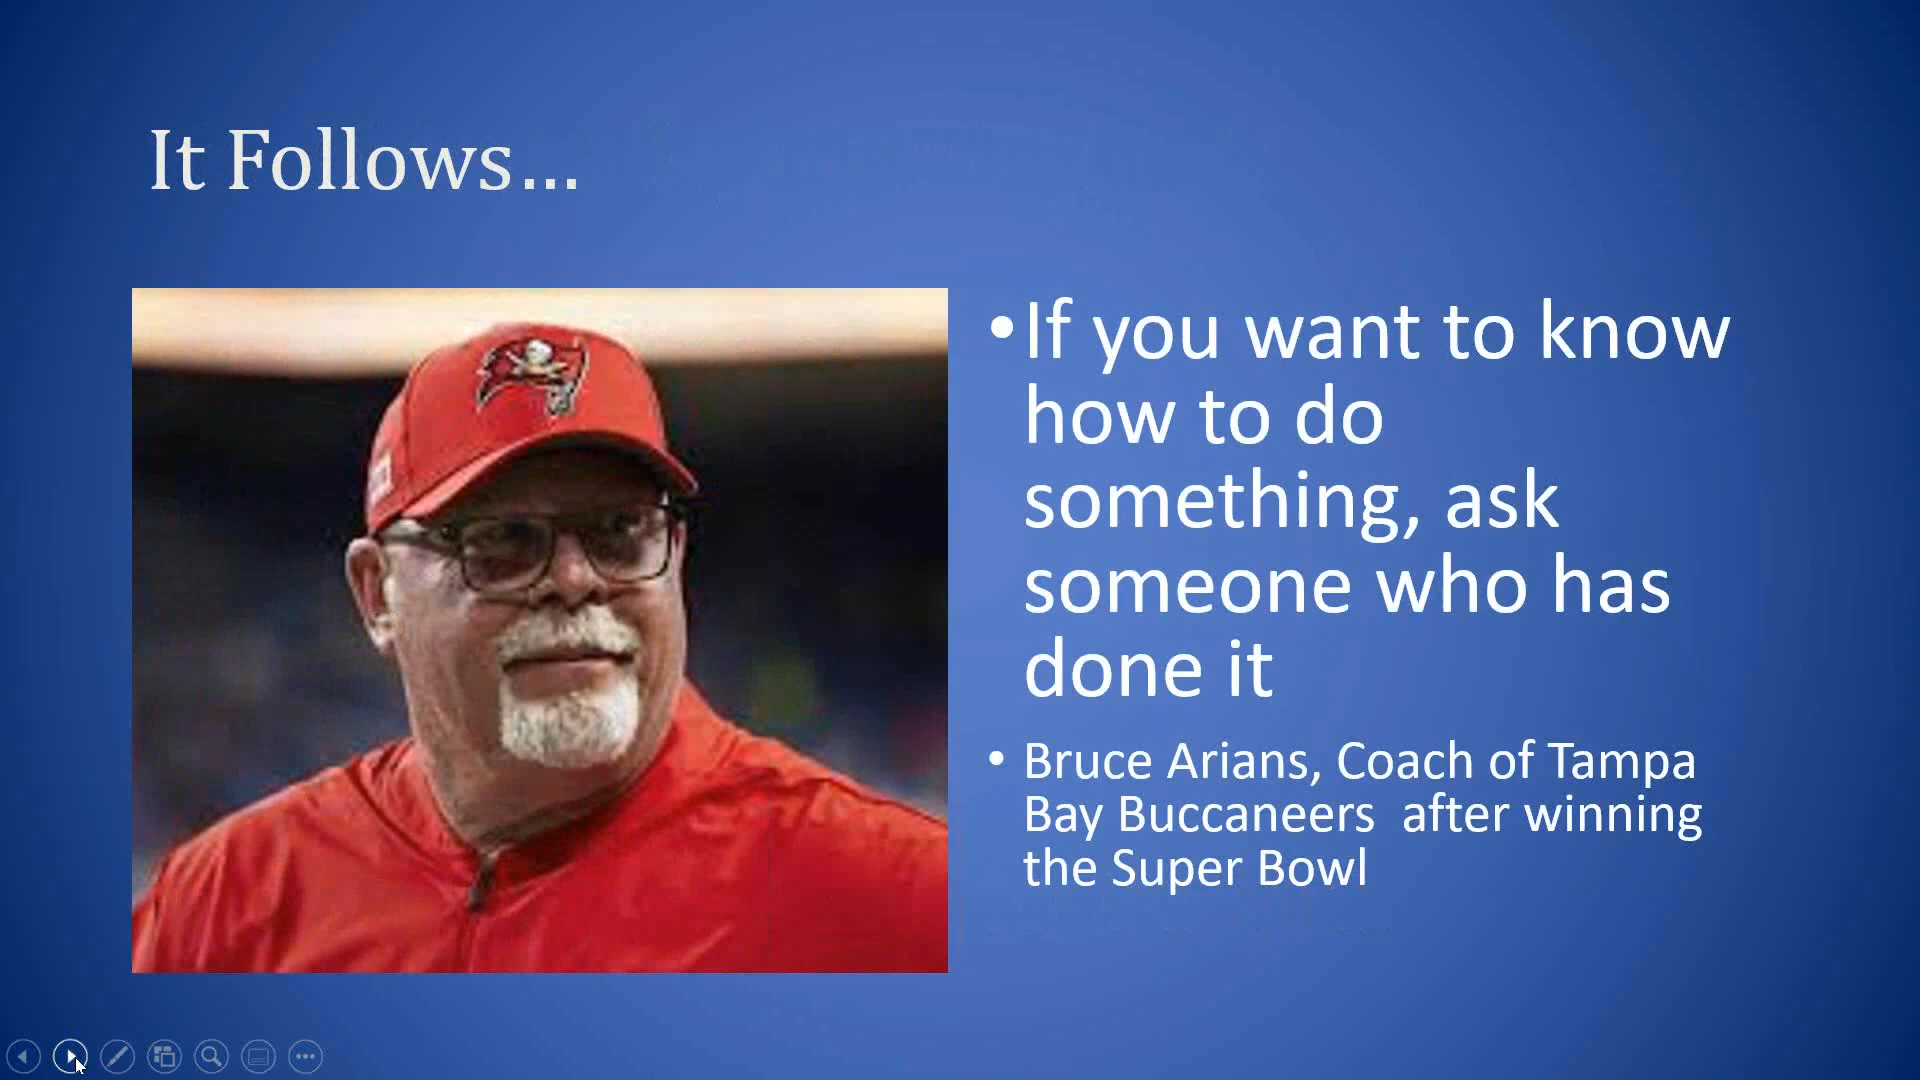 It Follows...
•If you want to know
how to do
something, ask
someone who has
done it
• Bruce Arians, Coach of Tampa
Bay Buccaneers  after winning
the Super Bowl